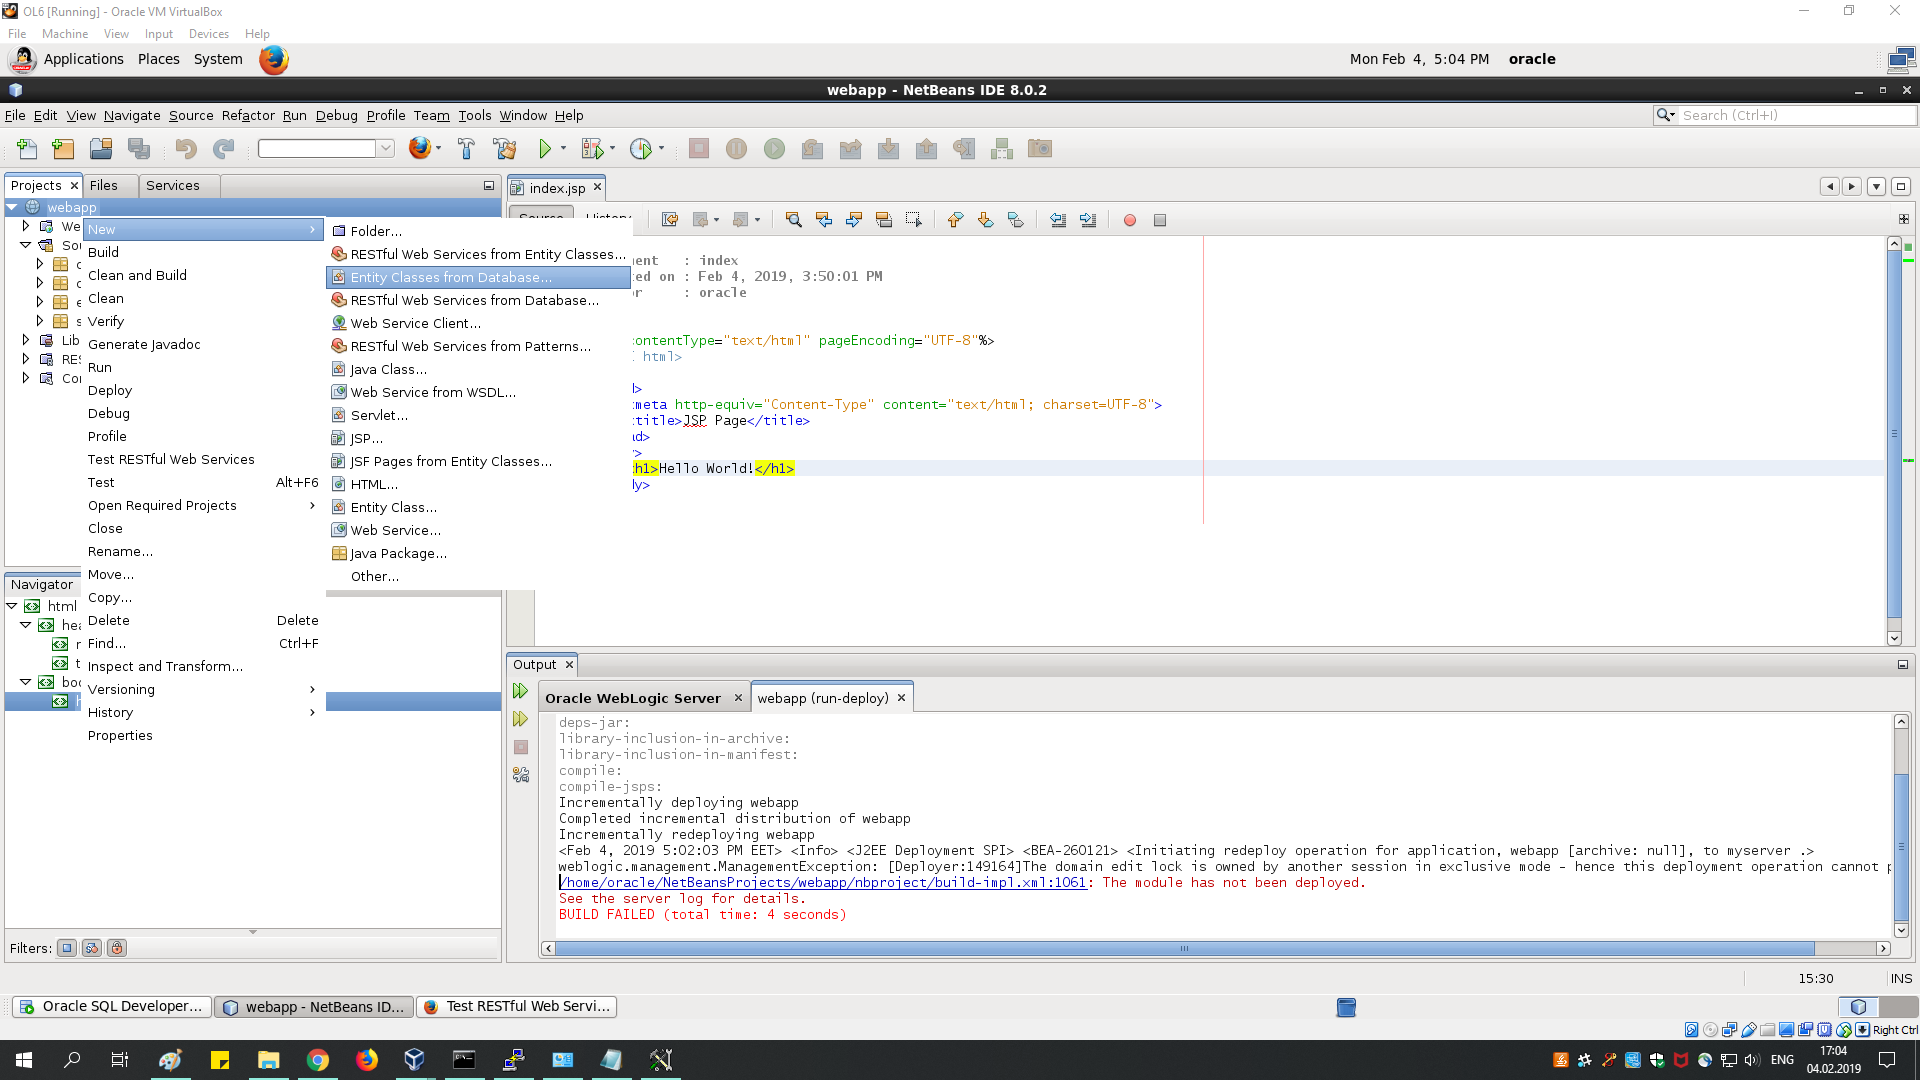 OL6 [Running] - Oracle VM VirtualBox
File Machine View Input Devices Help
Applications Places System
Mon Feb 4, 5:04 PM oracle
webapp - NetBeans IDE 8.0.2
File Edit View Navigate Source Refactor Run Debug Profile Team Tools Window Help
Search (Ctrl+I)
Projects Files Services
index.jsp
webapp
Source History
We
Sou
Lib
RES
Co
New
Build
Clean and Build
Clean
Verify
Generate Javadoc
Run
Deploy
Debug
Profile
Test RESTful Web Services
Test Alt+F6
Open Required Projects
Close
Rename...
Move...
Copy...
Delete Delete
Find... Ctrl+F
Inspect and Transform...
Versioning
History
Properties
Folder...
RESTful Web Services from Entity Classes...
Entity Classes from Database...
RESTful Web Services from Database...
Web Service Client...
RESTful Web Services from Patterns...
Java Class...
Web Service from WSDL...
Servlet...
JSP...
JSF Pages from Entity Classes...
HTML...
Entity Class...
Web Service...
Java Package...
Other...
ment : index
ed on : Feb 4, 2019, 3:50:01 PM
r : oracle
contentType="text/html" pageEncoding="UTF-8"%>
html>
d>
meta http-equiv="Content-Type" content="text/html; charset=UTF-8">
title>JSP Page</title>
ad>
y>
h1>Hello World!</h1>
dy>
Navigator
html
hea
boo
Filters:
Output
Oracle WebLogic Server webapp (run-deploy)
deps-jar:
library-inclusion-in-archive:
library-inclusion-in-manifest:
compile:
compile-jsps:
Incrementally deploying webapp
Completed incremental distribution of webapp
Incrementally redeploying webapp
<Feb 4, 2019 5:02:03 PM EET> <Info> <J2EE Deployment SPI> <BEA-260121> <Initiating redeploy operation for application, webapp [archive: null], to myserver .>
weblogic.management.ManagementException: [Deployer:149164]The domain edit lock is owned by another session in exclusive mode - hence this deployment operation cannot p
/home/oracle/NetBeansProjects/webapp/nbproject/build-impl.xml:1061: The module has not been deployed.
See the server log for details.
BUILD FAILED (total time: 4 seconds)
15:30 INS
Oracle SQL Developer... webapp - NetBeans ID... Test RESTful Web Servi...
Right Ctrl
ENG
17:04
04.02.2019